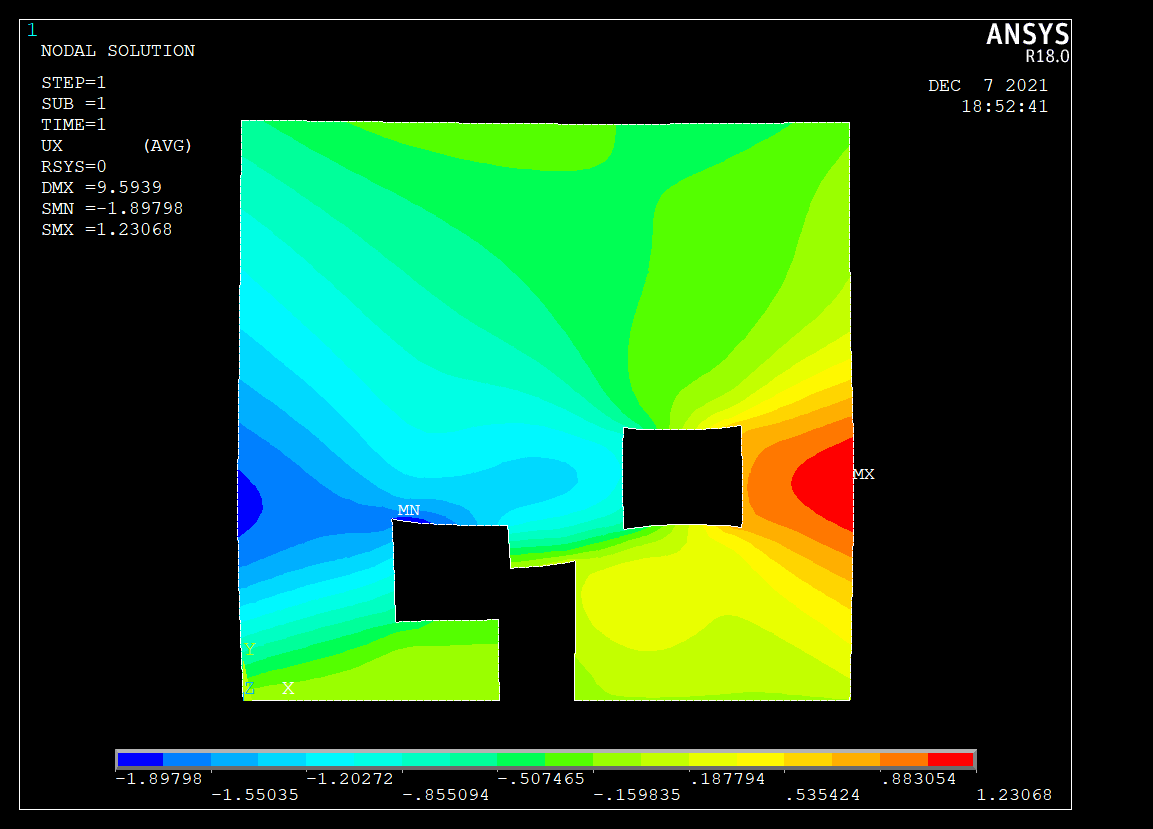 1
ANSYS
R18.0
NODAL SOLUTION
STEP=1
SUB =1
TIME=1
UX (AVG)
RSYS=0
DMX =9.5939
SMN =-1.89798
SMX =1.23068
DEC 7 2021
18:52:41
MX
MN
Y
Z X
-1.89798 -1.20272 -.507465 .187794 .883054
-1.55035 -.855094 -.159835 .535424 1.23068